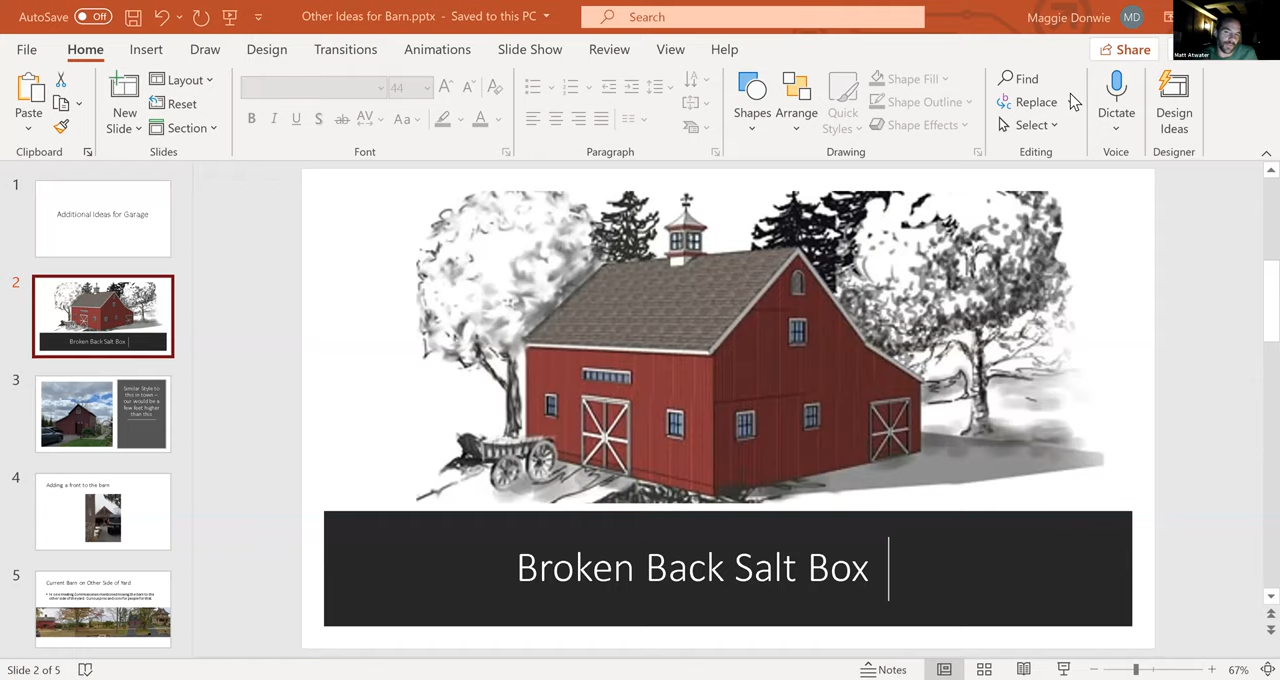 AutoSave Off Other Ideas for Barn.pptx - Saved to this PC Search Maggie Donwie MD
Matt Atwater
File Home Insert Draw Design Transitions Animations Slide Show Review View Help Share
Paste
New
Slide
Layout
Reset
Section
44
B I U S ab AV Aa A
Shapes
Arrange
Quick
Styles
Shape Fill
Shape Outline
Shape Effects
Find
Replace
Select
Dictate
Design
Ideas
Clipboard Slides Font Paragraph Drawing Editing Voice Designer
1
Additional Ideas for Garage
2
Broken Back Salt Box
3
Similar Style to
this in town –
our would be a
few feet higher
than this
4
Adding a front to the barn
5
Current Barn on Other Side of Yard
Broken Back Salt Box
Slide 2 of 5 Notes 67%